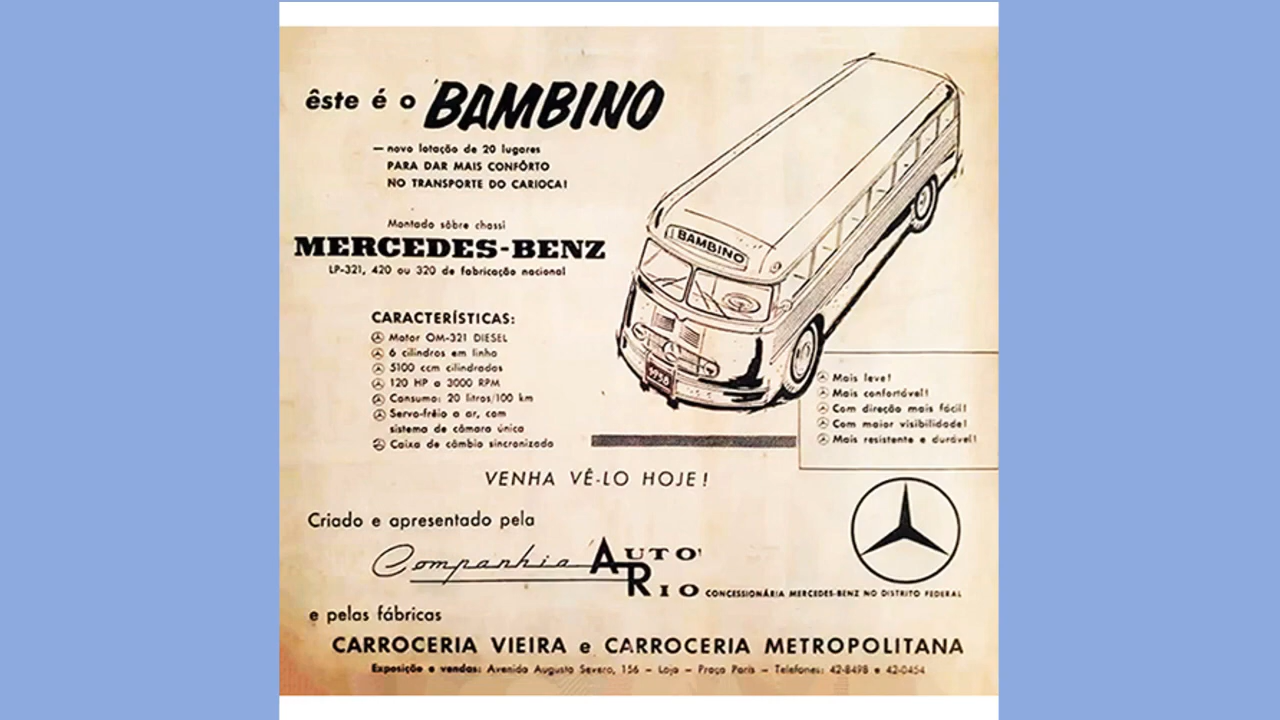 êste é o BAMBINO
— novo lotação de 20 lugares
PARA DAR MAIS CONFÔRTO
NO TRANSPORTE DO CARIOCA!
Montado sôbre chassi
MERCEDES-BENZ
LP-321, 420 ou 320 de fabricação nacional
BAMBINO
1958
CARACTERÍSTICAS:
Motor OM-321 DIESEL
6 cilindros em linha
5100 ccm cilindradas
120 HP a 3000 RPM
Consumo: 20 litros/100 km
Servo-frêio a ar, com
sistema de câmara única
Caixa de câmbio sincronizada
Mais leve!
Mais confortável!
Com direção mais fácil!
Com maior visibilidade!
Mais resistente e durável!
VENHA VÊ-LO HOJE!
Criado e apresentado pela
Companhia AUTO RIO
CONCESSIONÁRIA MERCEDES-BENZ NO DISTRITO FEDERAL
e pelas fábricas
CARROCERIA VIEIRA e CARROCERIA METROPOLITANA
Exposição e vendas: Avenida Augusto Severo, 156 – Loja – Praça Paris – Telefones: 42-8498 e 42-0454